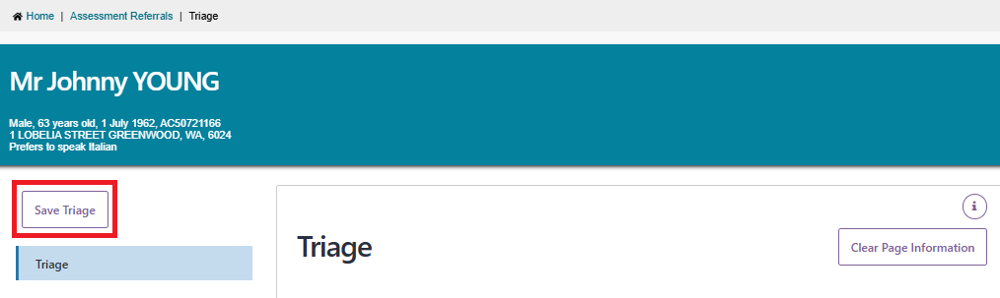 Home | Assessment Referrals | Triage
Mr Johnny YOUNG
Male, 63 years old, 1 July 1962, AC50721166
1 LOBELIA STREET GREENWOOD, WA, 6024
Prefers to speak Italian
Save Triage
Triage
i
Triage
Clear Page Information